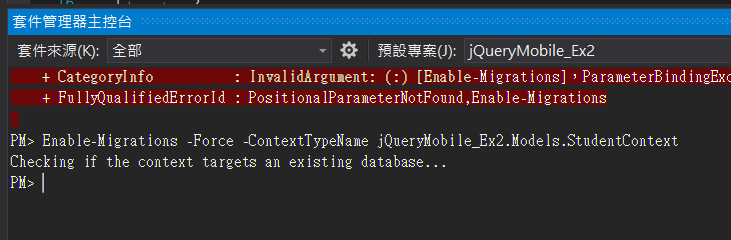 套件管理器主控台
套件來源(K): 全部 預設專案(J): jQueryMobile_Ex2
+ CategoryInfo : InvalidArgument: (:) [Enable-Migrations]，ParameterBindingExc
+ FullyQualifiedErrorId : PositionalParameterNotFound,Enable-Migrations
PM> Enable-Migrations -Force -ContextTypeName jQueryMobile_Ex2.Models.StudentContext
Checking if the context targets an existing database...
PM>